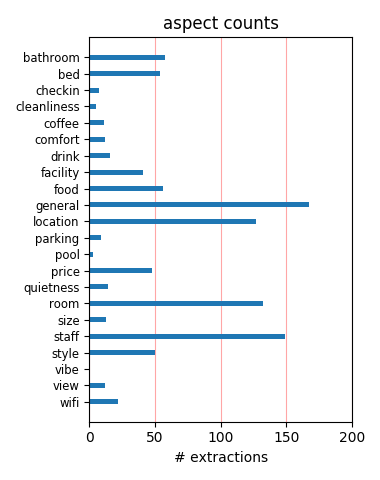 aspect counts
bathroom
bed
checkin
cleanliness
coffee
comfort
drink
facility
food
general
location
parking
pool
price
quietness
room
size
staff
style
vibe
view
wifi
0 50 100 150 200
# extractions